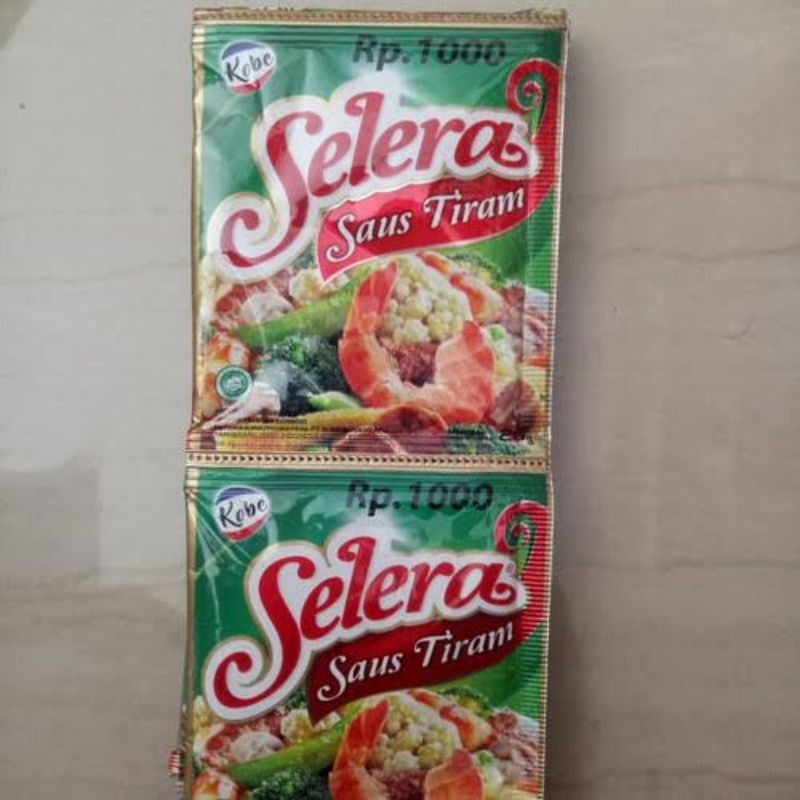 Kobe
Rp.1000
Selera
Saus Tiram
Kobe
Rp.1000
Selera
Saus Tiram